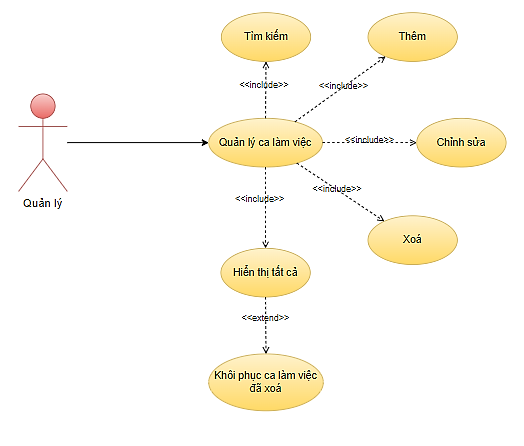 Tìm kiếm
Thêm
<<include>>
<<include>>
Quản lý ca làm việc
<<include>>
Chỉnh sửa
Quản lý
<<include>>
<<include>>
Xoá
Hiển thị tất cả
<<extend>>
Khôi phục ca làm việc
đã xoá